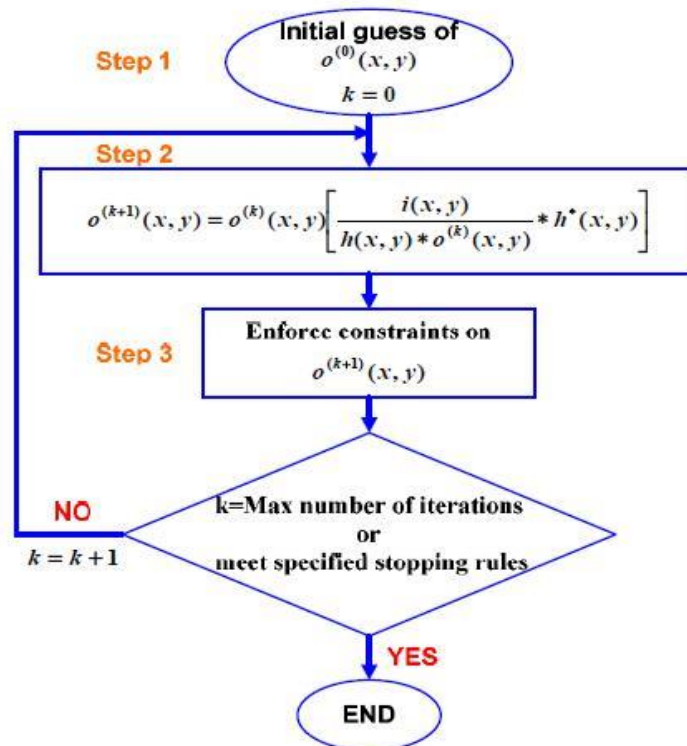 Step 1
Initial guess of
o^{(0)}(x, y)
k = 0
Step 2
o^{(k+1)}(x, y) = o^{(k)}(x, y)[ \frac{i(x, y)}{h(x, y) * o^{(k)}(x, y)} * h^{*}(x, y) ]
Step 3
Enforce constraints on
o^{(k+1)}(x, y)
k=Max number of iterations
or
meet specified stopping rules
NO
k = k + 1
YES
END